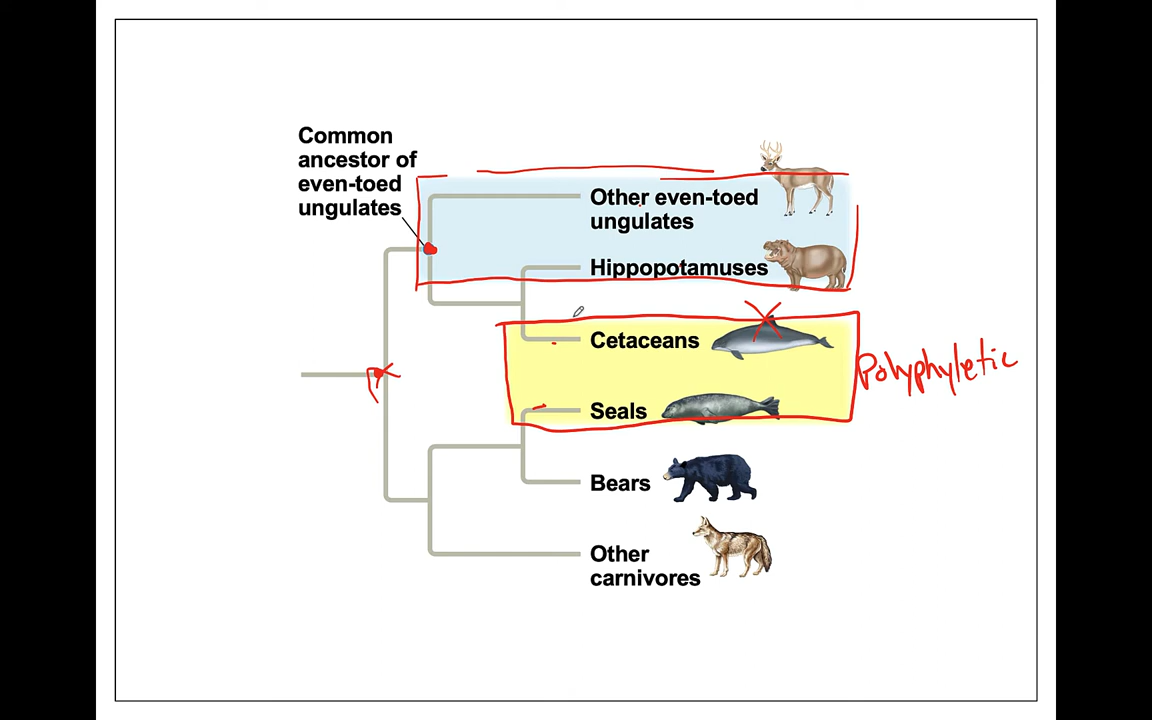 Common
ancestor of
even-toed
ungulates
Other even-toed
ungulates
Hippopotamuses
Cetaceans
Polyphyletic
Seals
Bears
Other
carnivores